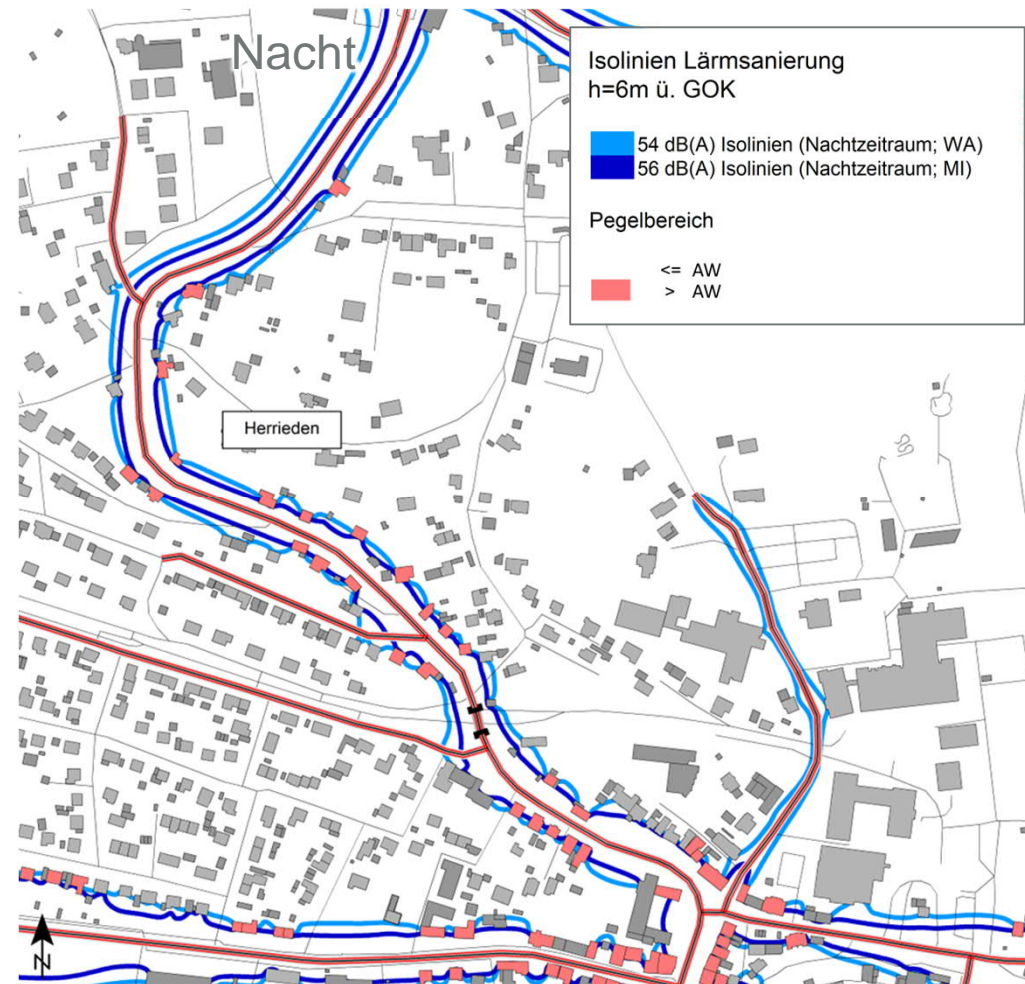 Nacht
Isolinien Lärmsanierung
h=6m ü. GOK
54 dB(A) Isolinien (Nachtzeitraum; WA)
56 dB(A) Isolinien (Nachtzeitraum; MI)
Pegelbereich
<= AW
> AW
Herrieden
N